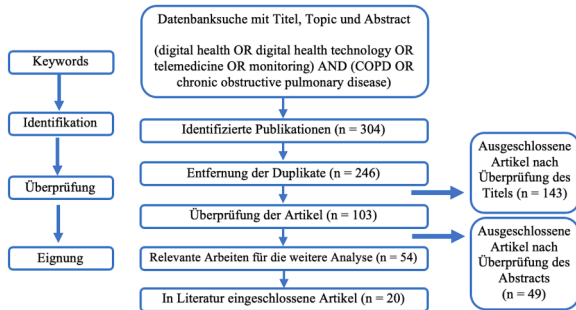 Keywords
Identifikation
Überprüfung
Eignung
Datenbanksuche mit Titel, Topic und Abstract
(digital health OR digital health technology OR
telemedicine OR monitoring) AND (COPD OR
chronic obstructive pulmonary disease)
Identifizierte Publikationen (n = 304)
Entfernung der Duplikate (n = 246)
Überprüfung der Artikel (n = 103)
Relevante Arbeiten für die weitere Analyse (n = 54)
In Literatur eingeschlossene Artikel (n = 20)
Ausgeschlossene
Artikel nach
Überprüfung des
Titels (n = 143)
Ausgeschlossene
Artikel nach
Überprüfung des
Abstracts
(n = 49)